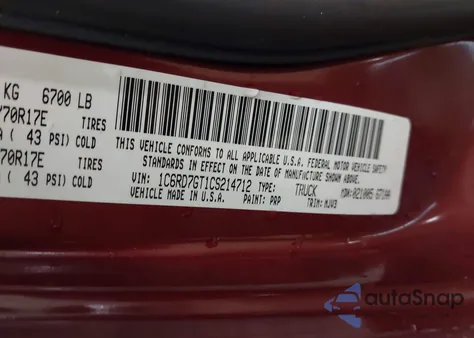 KG 6700 LB
/70R17E TIRES
A ( 43 PSI) COLD
/70R17E TIRES
A ( 43 PSI) COLD
THIS VEHICLE CONFORMS TO ALL APPLICABLE U.S.A. FEDERAL MOTOR VEHICLE SAFETY
STANDARDS IN EFFECT ON THE DATE OF MANUFACTURE SHOWN ABOVE
VIN: 1C6RD7GT1CS214712 TYPE: TRUCK
MADE IN U.S.A. PAINT: PRP TRIM: MJV3
autoSnap